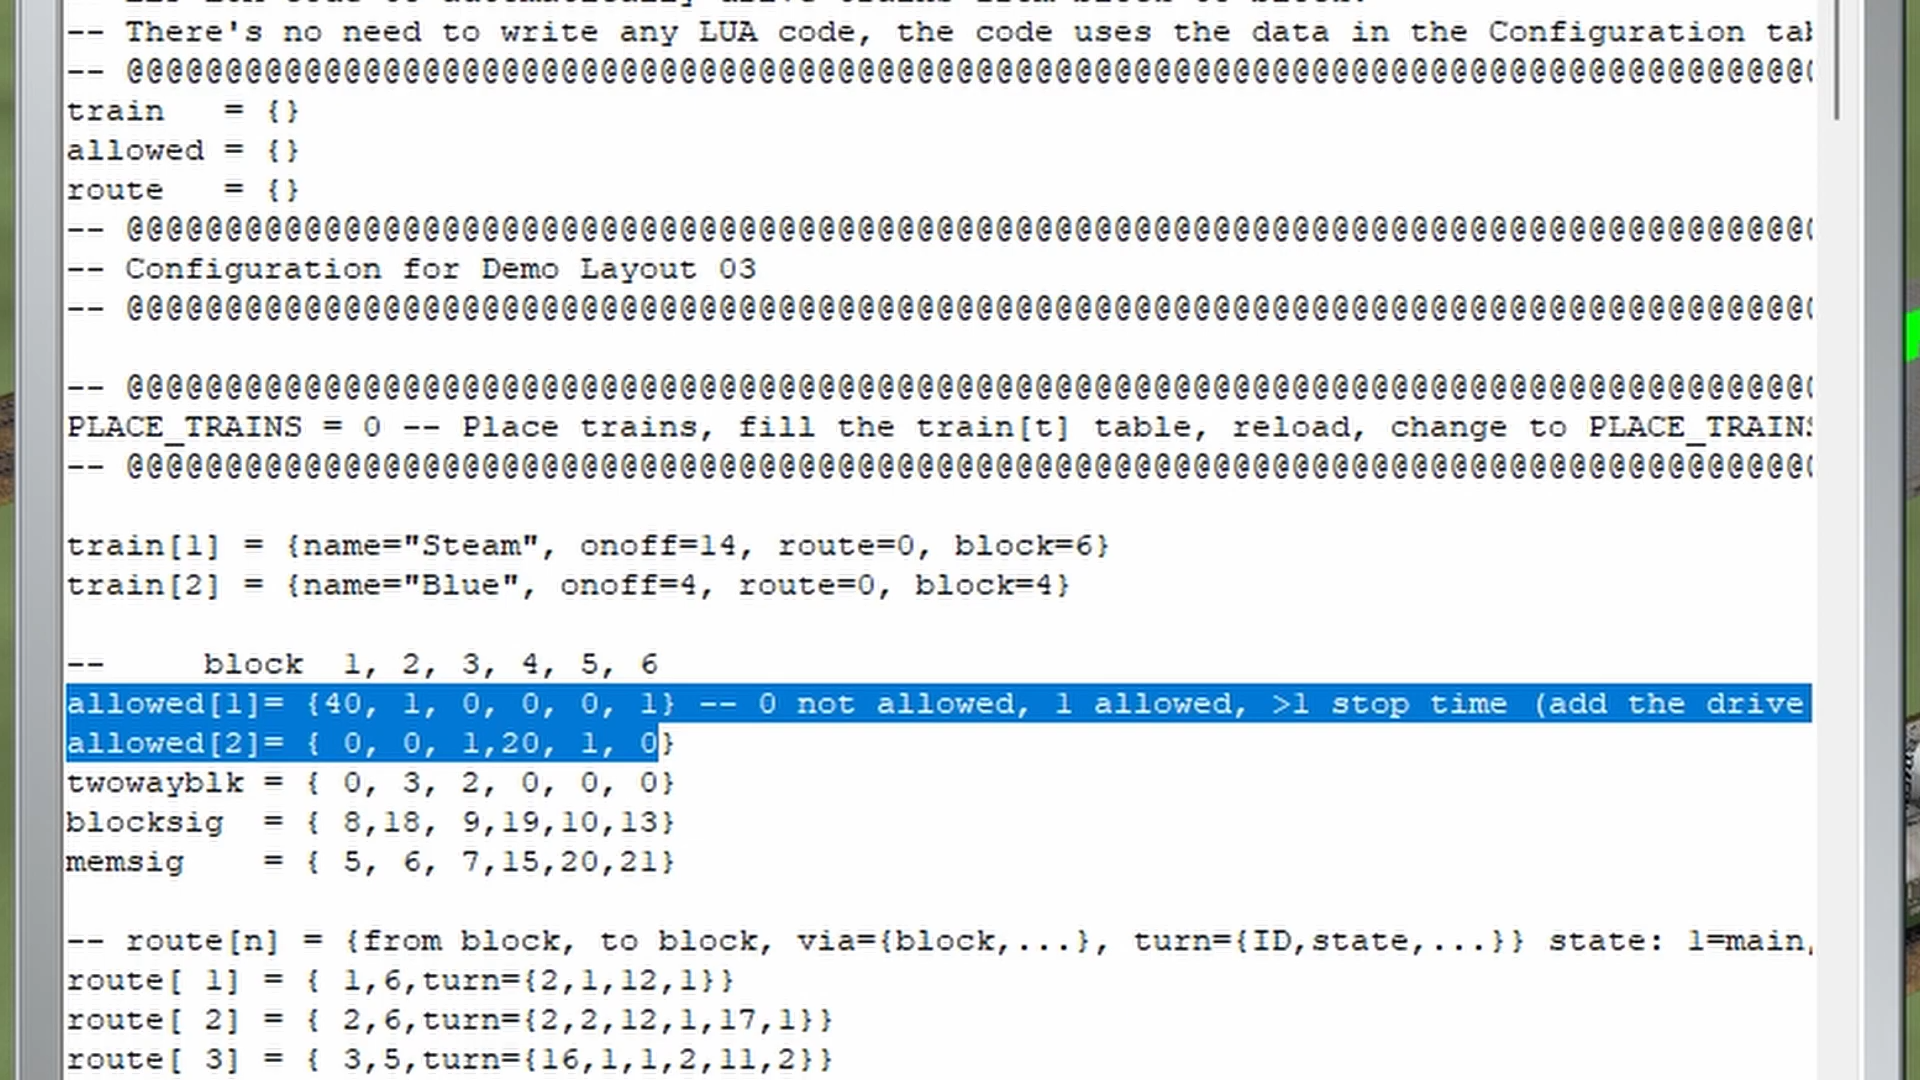 -- There's no need to write any LUA code, the code uses the data in the Configuration tab
-- @@@@@@@@@@@@@@@@@@@@@@@@@@@@@@@@@@@@@@@@@@@@@@@@@@@@@@@@@@@@@@@@@@@@@@@@@@@@@@@@@@@@@
train   = {}
allowed = {}
route   = {}
-- @@@@@@@@@@@@@@@@@@@@@@@@@@@@@@@@@@@@@@@@@@@@@@@@@@@@@@@@@@@@@@@@@@@@@@@@@@@@@@@@@@@@@
-- Configuration for Demo Layout 03
-- @@@@@@@@@@@@@@@@@@@@@@@@@@@@@@@@@@@@@@@@@@@@@@@@@@@@@@@@@@@@@@@@@@@@@@@@@@@@@@@@@@@@@
-- @@@@@@@@@@@@@@@@@@@@@@@@@@@@@@@@@@@@@@@@@@@@@@@@@@@@@@@@@@@@@@@@@@@@@@@@@@@@@@@@@@@@@
PLACE_TRAINS = 0 -- Place trains, fill the train[t] table, reload, change to PLACE_TRAINS
-- @@@@@@@@@@@@@@@@@@@@@@@@@@@@@@@@@@@@@@@@@@@@@@@@@@@@@@@@@@@@@@@@@@@@@@@@@@@@@@@@@@@@@
train[1] = {name="Steam", onoff=14, route=0, block=6}
train[2] = {name="Blue", onoff=4, route=0, block=4}
--     block  1, 2, 3, 4, 5, 6
allowed[1]= {40, 1, 0, 0, 0, 1} -- 0 not allowed, 1 allowed, >1 stop time (add the drive
allowed[2]= { 0, 0, 1,20, 1, 0}
twowayblk = { 0, 3, 2, 0, 0, 0}
blocksig  = { 8,18, 9,19,10,13}
memsig    = { 5, 6, 7,15,20,21}
-- route[n] = {from block, to block, via={block,...}, turn={ID,state,...}} state: 1=main,
route[ 1] = { 1,6,turn={2,1,12,1}}
route[ 2] = { 2,6,turn={2,2,12,1,17,1}}
route[ 3] = { 3,5,turn={16,1,1,2,11,2}}